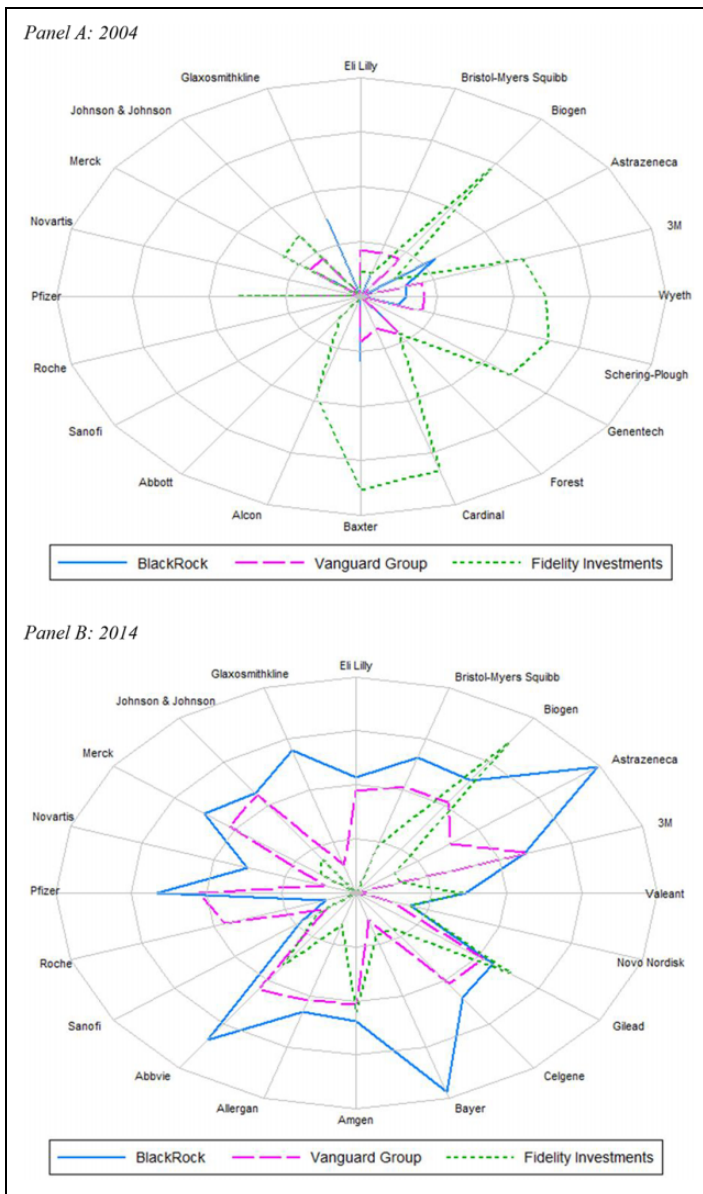 Panel A: 2004
Eli Lilly
Glaxosmithkline
Bristol-Myers Squibb
Johnson & Johnson
Biogen
Merck
Astrazeneca
Novartis
3M
Pfizer
Wyeth
Roche
Schering-Plough
Sanofi
Genentech
Abbott
Forest
Alcon
Cardinal
Baxter
BlackRock Vanguard Group Fidelity Investments
Panel B: 2014
Eli Lilly
Glaxosmithkline
Bristol-Myers Squibb
Johnson & Johnson
Biogen
Merck
Astrazeneca
Novartis
3M
Pfizer
Valeant
Roche
Novo Nordisk
Sanofi
Gilead
Abbvie
Celgene
Allergan
Bayer
Amgen
BlackRock Vanguard Group Fidelity Investments